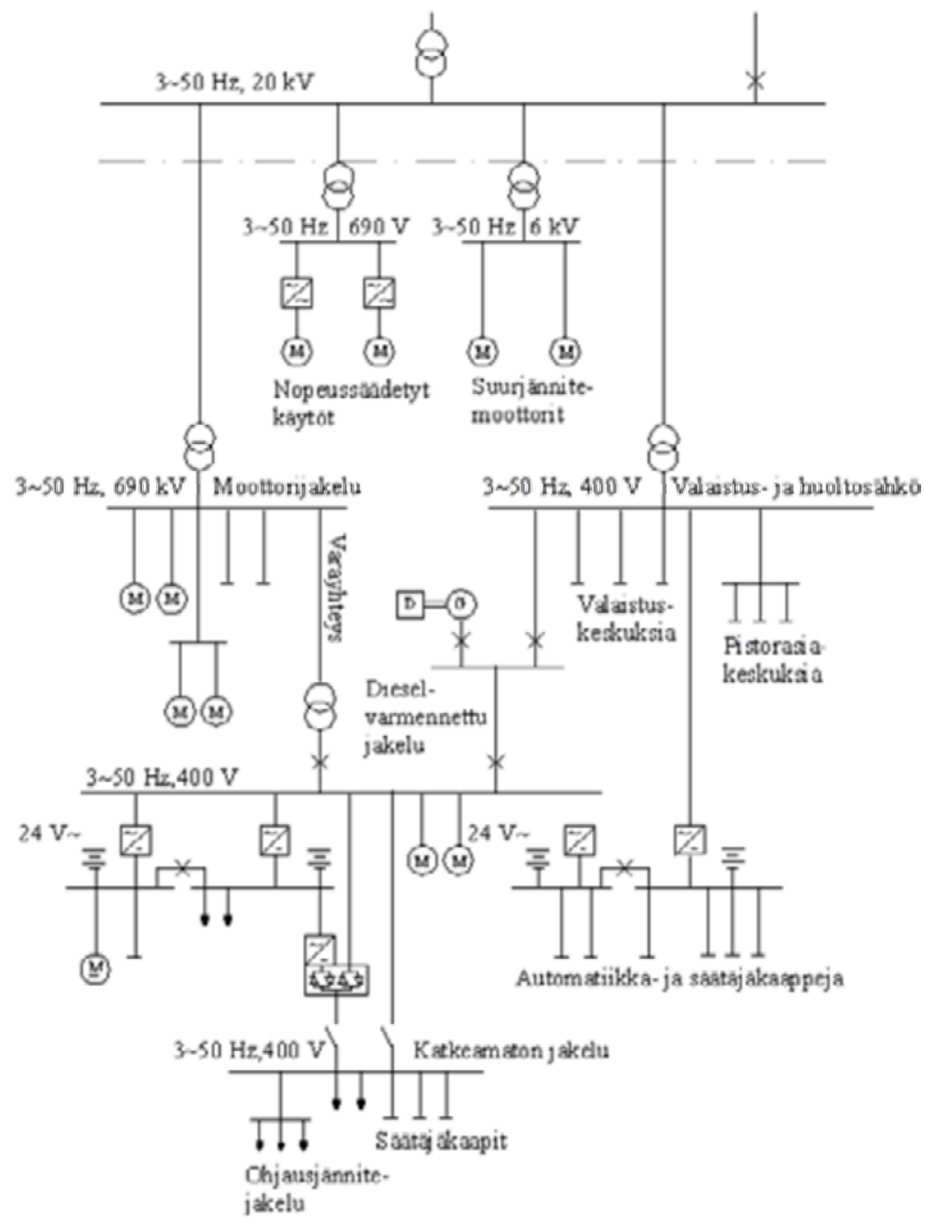 3~50 Hz, 20 kV
3~50 Hz 690 V
3~50 Hz 6 kV
M
M
M
M
Nopeussäädetyt
käytöt
Suurjännite-
moottorit
3~50 Hz, 690 kV Moottorijakelu
3~50 Hz, 400 V Valaistus- ja huoltosähkö
Varayhteys
M
M
D
G
Valaistus-
keskuksia
Pistorasia-
keskuksia
M
M
Diesel-
varmennettu
jakelu
3~50 Hz,400 V
24 V~
M
M
24 V~
M
Automatiikka- ja säätäjäkaappeja
3~50 Hz,400 V
Katkeamaton jakelu
Säätäjäkaapit
Ohjausjännite-
jakelu